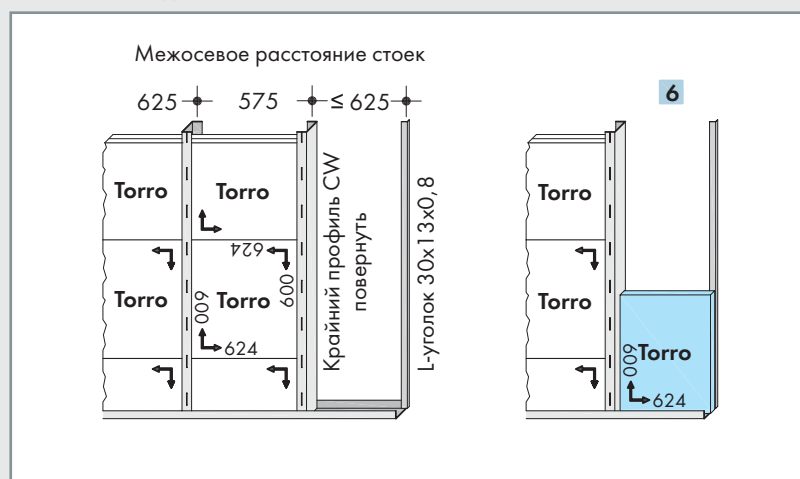 Межосевое расстояние стоек
625 575 ≤ 625
6
Torro
Torro
624
Torro
600
Torro
600
624
Крайний профиль CW
повернуть
L-уголок 30x13x0,8
Torro
Torro
600
Torro
624